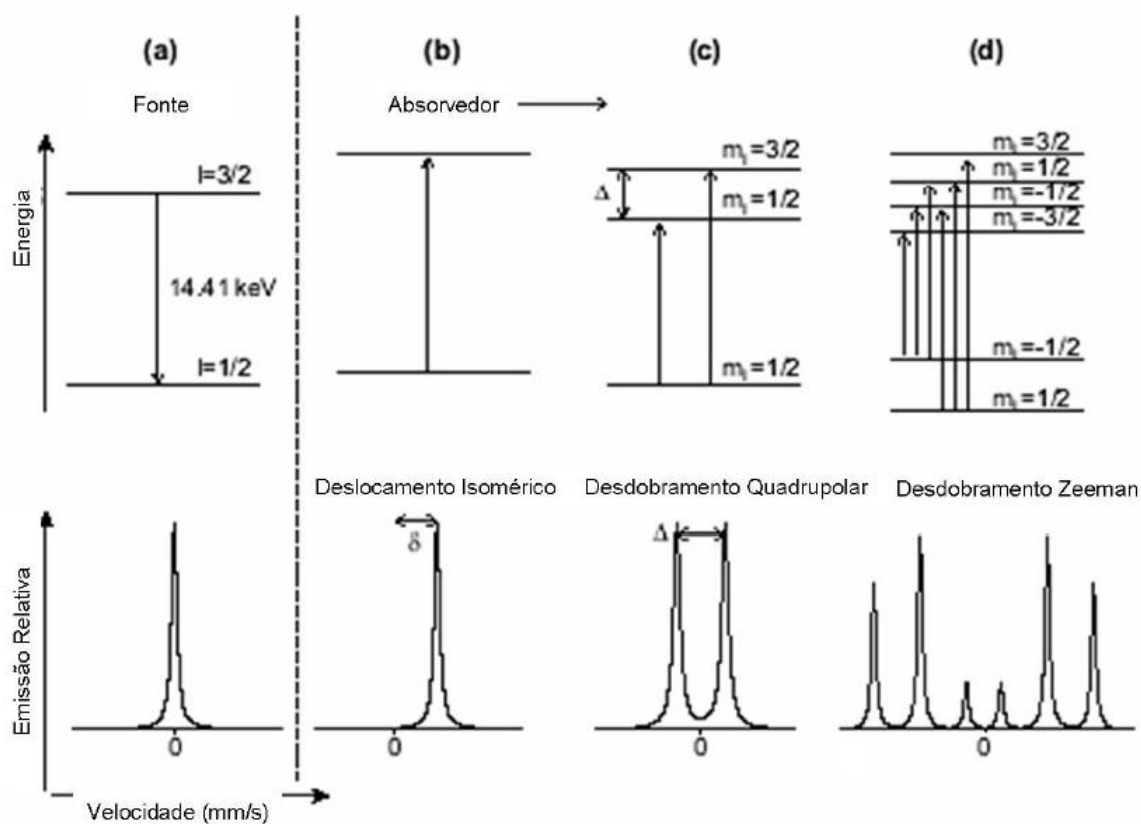 (a)
(b)
(c)
(d)
Fonte
Absorvedor
Energia
I=3/2
14.41 keV
I=1/2
Δ
m_I=3/2
m_I=1/2
m_I=1/2
m_I=3/2
m_I=1/2
m_I=-1/2
m_I=-3/2
m_I=-1/2
m_I=1/2
Deslocamento Isomérico
Desdobramento Quadrupolar
Desdobramento Zeeman
Emissão Relativa
δ
Δ
0
0
0
0
Velocidade (mm/s)